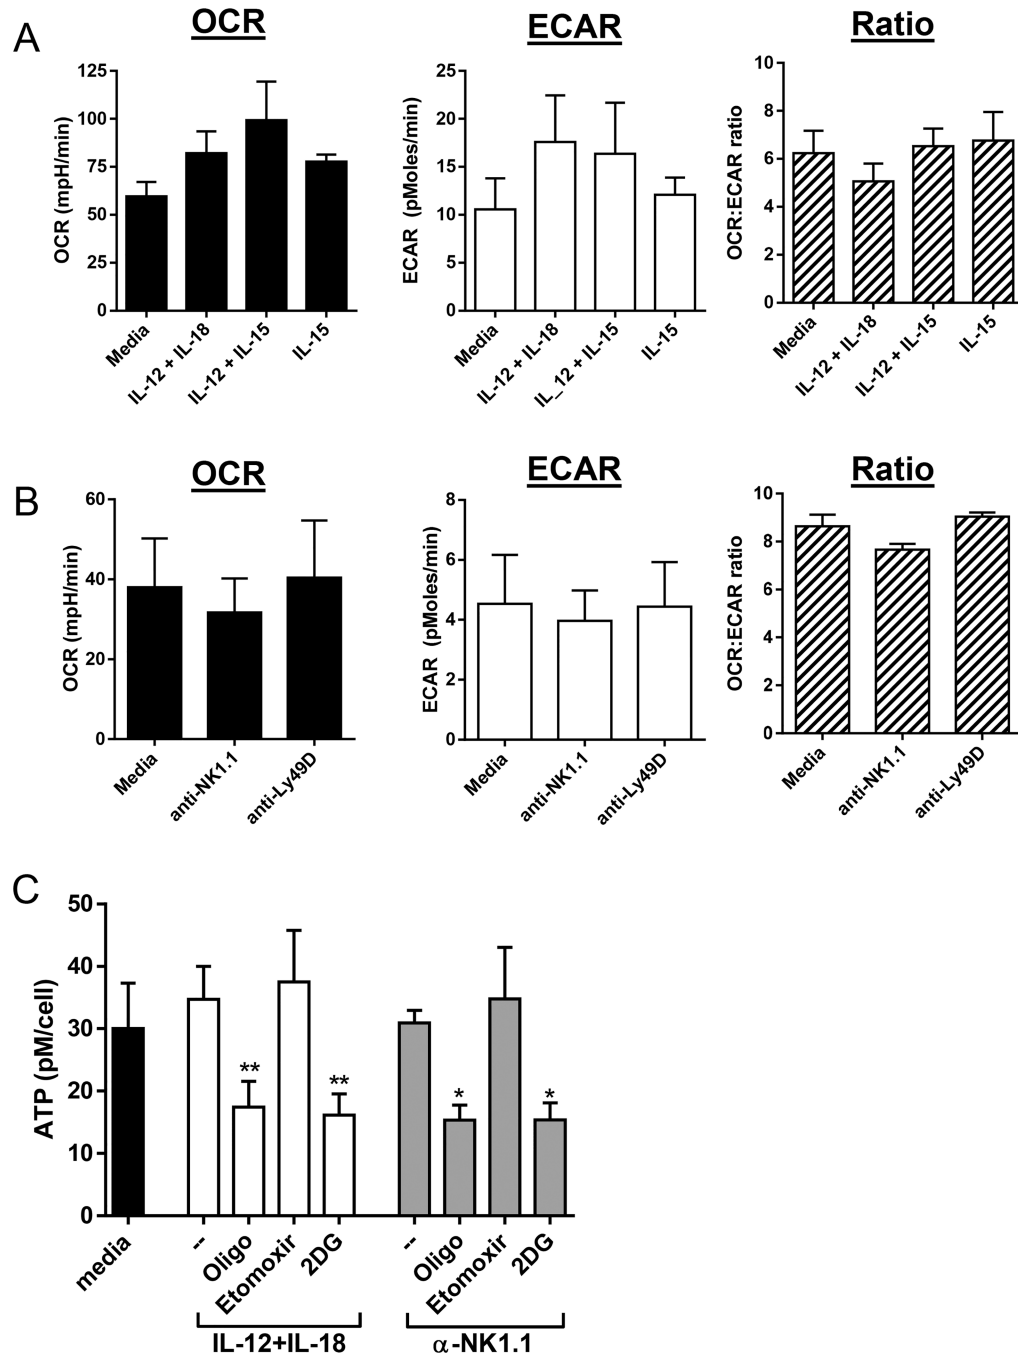 A
OCR
ECAR
Ratio
OCR (mpH/min)
125
100
75
50
25
0
Media
IL-12 + IL-18
IL-12 + IL-15
IL-15
ECAR (pMoles/min)
25
20
15
10
5
0
Media
IL-12 + IL-18
IL_12 + IL-15
IL-15
OCR:ECAR ratio
10
8
6
4
2
0
Media
IL-12 + IL-18
IL-12 + IL-15
IL-15
B
OCR
ECAR
Ratio
OCR (mpH/min)
60
40
20
0
Media
anti-NK1.1
anti-Ly49D
ECAR (pMoles/min)
8
6
4
2
0
Media
anti-NK1.1
anti-Ly49D
OCR:ECAR ratio
10
8
6
4
2
0
Media
anti-NK1.1
anti-Ly49D
C
ATP (pM/cell)
50
40
30
20
10
0
**
**
*
*
media
--
Oligo
Etomoxir
2DG
--
Oligo
Etomoxir
2DG
IL-12+IL-18
α-NK1.1